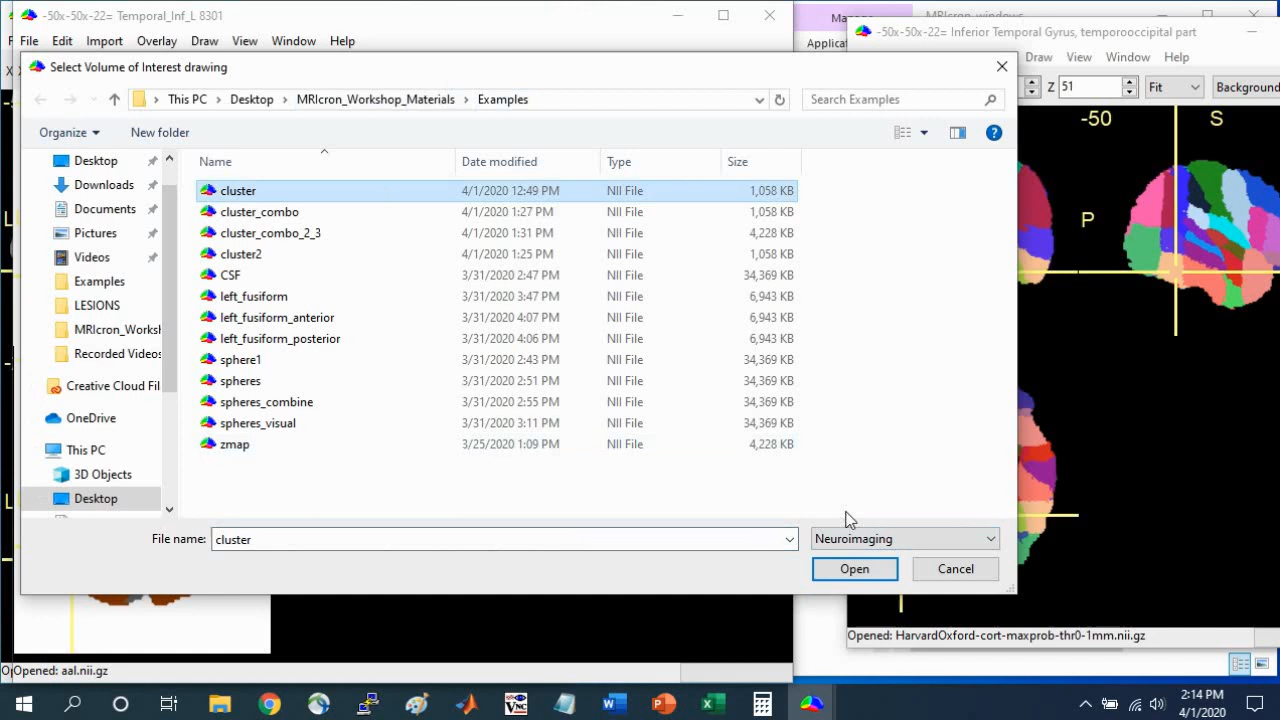 -50x-50x-22= Temporal_Inf_L 8301
File Edit Import Overlay Draw View Window Help
Manage
MRIcron_windows
Applicat
-50x-50x-22= Inferior Temporal Gyrus, temporooccipital part
Draw View Window Help
Z 51 Fit Background
-50 S
P
Select Volume of Interest drawing
This PC > Desktop > MRIcron_Workshop_Materials > Examples
Search Examples
Organize New folder
Name Date modified Type Size
cluster 4/1/2020 12:49 PM NII File 1,058 KB
cluster_combo 4/1/2020 1:27 PM NII File 1,058 KB
cluster_combo_2_3 4/1/2020 1:31 PM NII File 4,228 KB
cluster2 4/1/2020 1:25 PM NII File 1,058 KB
CSF 3/31/2020 2:47 PM NII File 34,369 KB
left_fusiform 3/31/2020 3:47 PM NII File 6,943 KB
left_fusiform_anterior 3/31/2020 4:07 PM NII File 6,943 KB
left_fusiform_posterior 3/31/2020 4:06 PM NII File 6,943 KB
sphere1 3/31/2020 2:43 PM NII File 34,369 KB
spheres 3/31/2020 2:51 PM NII File 34,369 KB
spheres_combine 3/31/2020 2:55 PM NII File 34,369 KB
spheres_visual 3/31/2020 3:11 PM NII File 34,369 KB
zmap 3/25/2020 1:09 PM NII File 4,228 KB
Desktop
Downloads
Documents
Pictures
Videos
Examples
LESIONS
MRIcron_Worksh
Recorded Videos
Creative Cloud Fil
OneDrive
This PC
3D Objects
Desktop
File name: cluster
Neuroimaging
Open Cancel
Opened: HarvardOxford-cort-maxprob-thr0-1mm.nii.gz
Opened: aal.nii.gz
2:14 PM
4/1/2020